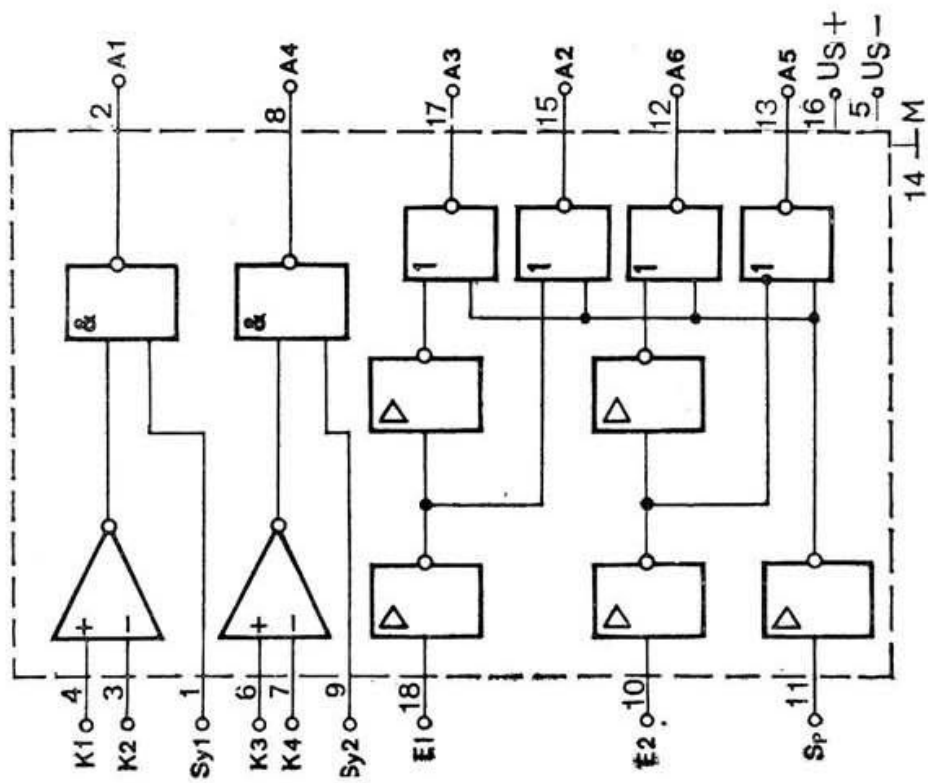 A1
A4
A3
A2
A6
A5
US+
US-
2
8
17
15
12
13
16
5
14 ⊥ M
&
&
1
1
1
1
△
△
+ -
+ -
△
△
△
4
3
1
6
7
9
18
10
11
K1
K2
Sy1
K3
K4
Sy2
E1
E2
Sp